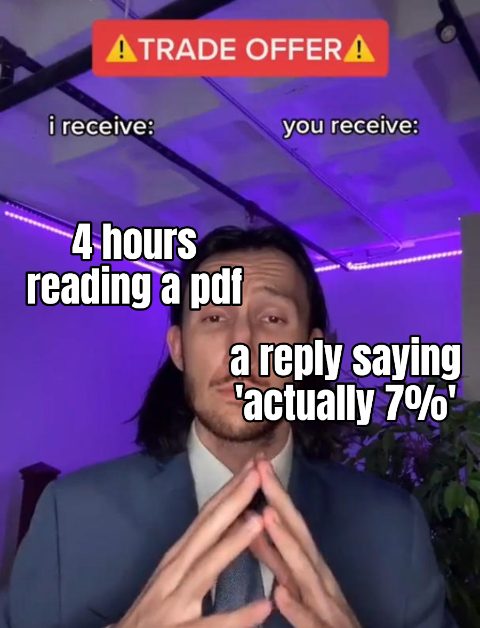 ⚠️TRADE OFFER⚠️
i receive:
you receive:
4 hours
reading a pdf
a reply saying
'actually 7%'